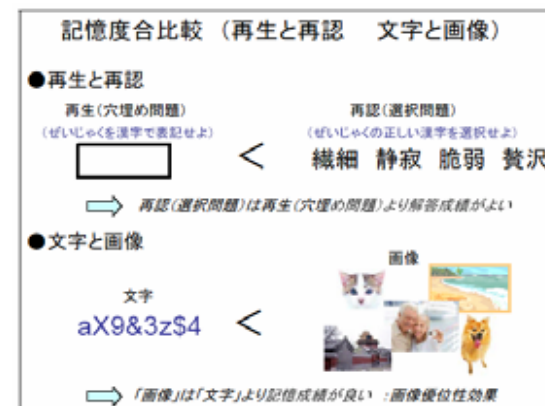 記憶度合比較 (再生と再認 文字と画像)
●再生と再認
再生(穴埋め問題)
(ぜいじゃくを漢字で表記せよ)
再認(選択問題)
(ぜいじゃくの正しい漢字を選択せよ)
<
繊細 静寂 脆弱 贅沢
再認(選択問題)は再生(穴埋め問題)より解答成績がよい
●文字と画像
文字
aX9&3z$4
<
画像
「画像」は「文字」より記憶成績が良い :画像優位性効果